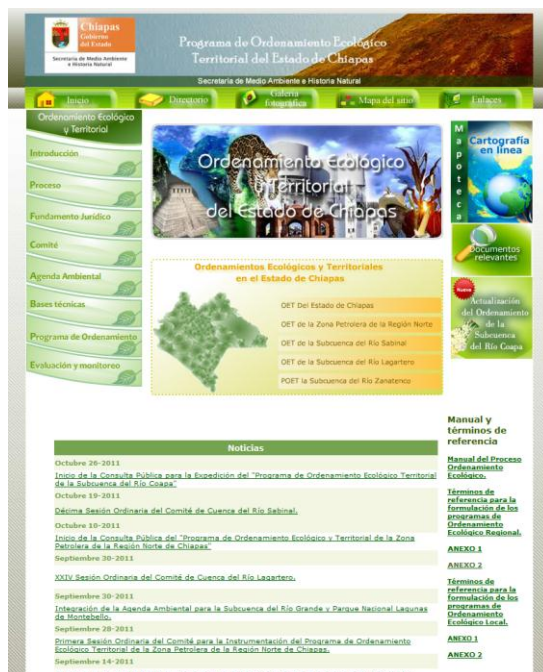 Chiapas
Gobierno
del Estado
Secretaría de Medio Ambiente
e Historia Natural
Programa de Ordenamiento Ecológico
Territorial del Estado de Chiapas
Secretaría de Medio Ambiente e Historia Natural
Inicio
Directorio
Galería
fotográfica
Mapa del sitio
Enlaces
Ordenamiento Ecológico
y Territorial
Introducción
Proceso
Fundamento Jurídico
Comité
Agenda Ambiental
Bases técnicas
Programa de Ordenamiento
Evaluación y monitoreo
Ordenamiento Ecológico
y Territorial
del Estado de Chiapas
Mapoteca
Cartografía
en línea
Documentos
relevantes
Nuevo
Actualización
del Ordenamiento
de la
Subcuenca
del Río Coapa
Ordenamientos Ecológicos y Territoriales
en el Estado de Chiapas
OET Del Estado de Chiapas
OET de la Zona Petrolera de la Región Norte
OET de la Subcuenca del Río Sabinal
OET de la Subcuenca del Río Lagartero
POET la Subcuenca del Río Zanatenco
Noticias
Octubre 26-2011
Inicio de la Consulta Pública para la Expedición del "Programa de Ordenamiento Ecológico Territorial
de la Subcuenca del Río Coapa"
Octubre 19-2011
Décima Sesión Ordinaria del Comité de Cuenca del Río Sabinal.
Octubre 10-2011
Inicio de la Consulta Pública del "Programa de Ordenamiento Ecológico y Territorial de la Zona
Petrolera de la Región Norte de Chiapas"
Septiembre 30-2011
XXIV Sesión Ordinaria del Comité de Cuenca del Río Lagartero.
Septiembre 30-2011
Integración de la Agenda Ambiental para la Subcuenca del Río Grande y Parque Nacional Lagunas
de Montebello.
Septiembre 28-2011
Primera Sesión Ordinaria del Comité para la Instrumentación del Programa de Ordenamiento
Ecológico Territorial de la Zona Petrolera de la Región Norte de Chiapas.
Septiembre 14-2011
Manual y
términos de
referencia
Manual del Proceso
Ordenamiento
Ecológico.
Términos de
referencia para la
formulación de los
programas de
Ordenamiento
Ecológico Regional.
ANEXO 1
ANEXO 2
Términos de
referencia para la
formulación de los
programas de
Ordenamiento
Ecológico Local.
ANEXO 1
ANEXO 2